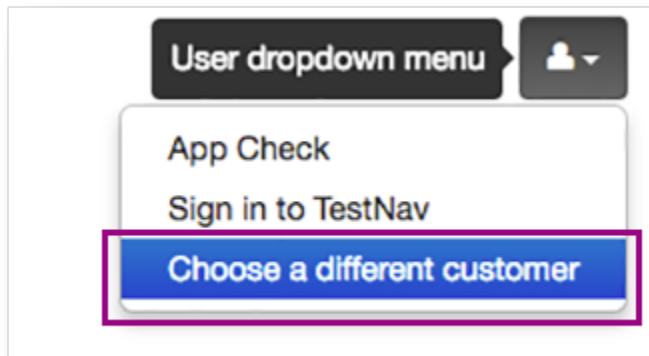 User dropdown menu
App Check
Sign in to TestNav
Choose a different customer